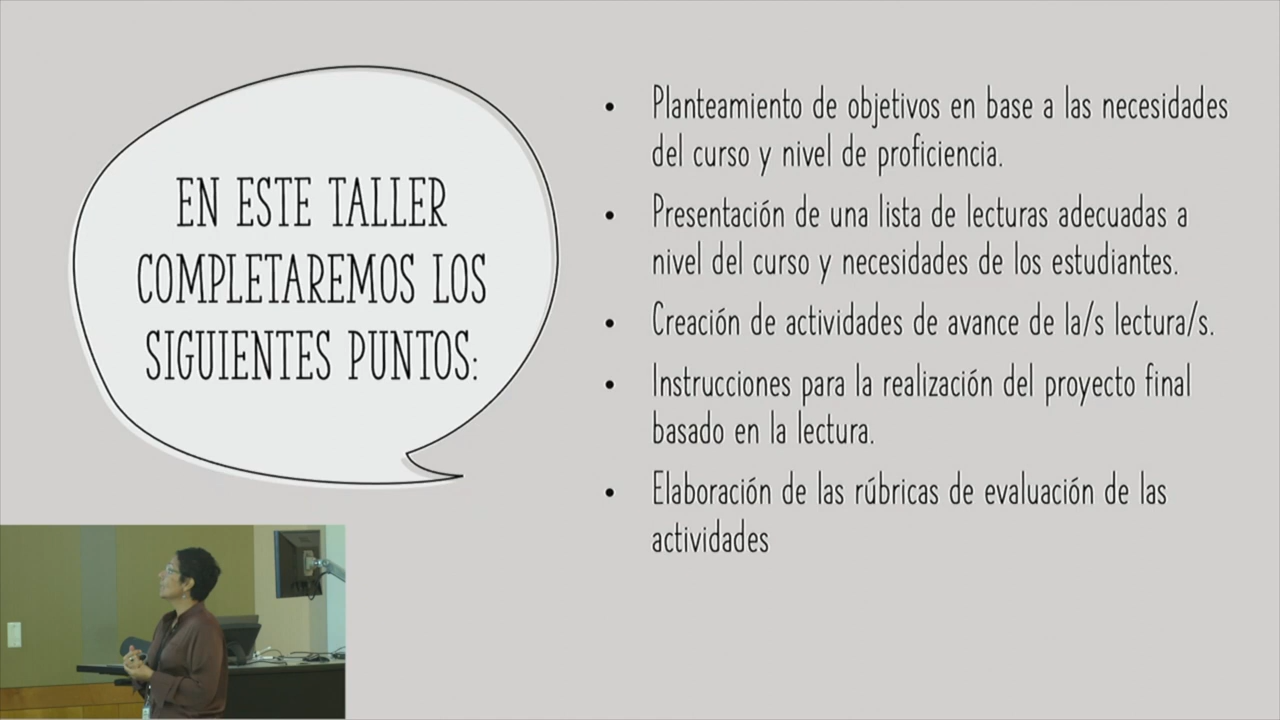 EN ESTE TALLER
COMPLETAREMOS LOS
SIGUIENTES PUNTOS:
• Planteamiento de objetivos en base a las necesidades
del curso y nivel de proficiencia.
• Presentación de una lista de lecturas adecuadas a
nivel del curso y necesidades de los estudiantes.
• Creación de actividades de avance de la/s lectura/s.
• Instrucciones para la realización del proyecto final
basado en la lectura.
• Elaboración de las rúbricas de evaluación de las
actividades